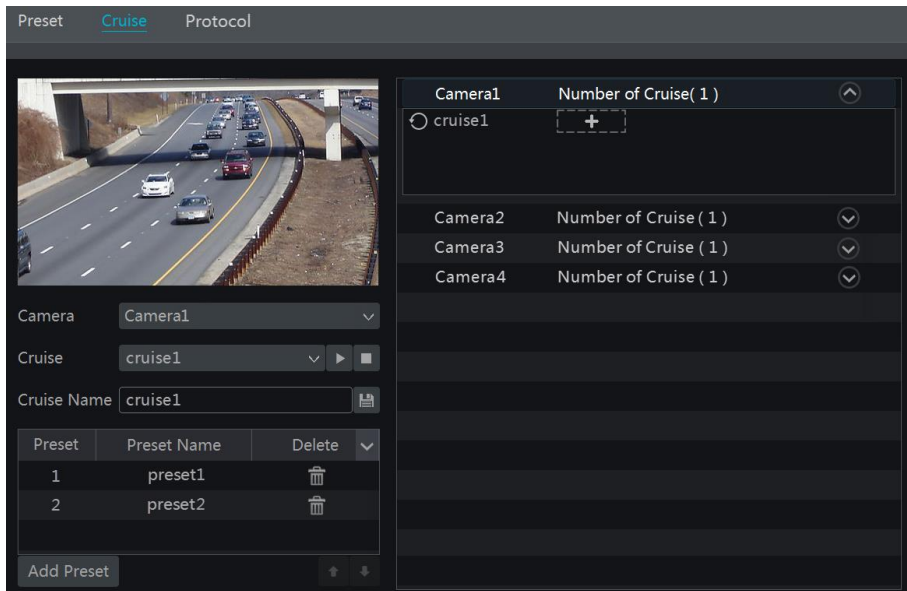 Preset Cruise Protocol
Camera1 Number of Cruise( 1 )
cruise1 +
Camera2 Number of Cruise ( 1 )
Camera3 Number of Cruise ( 1 )
Camera4 Number of Cruise ( 1 )
Camera Camera1
Cruise cruise1
Cruise Name cruise1
Preset Preset Name Delete
1 preset1
2 preset2
Add Preset